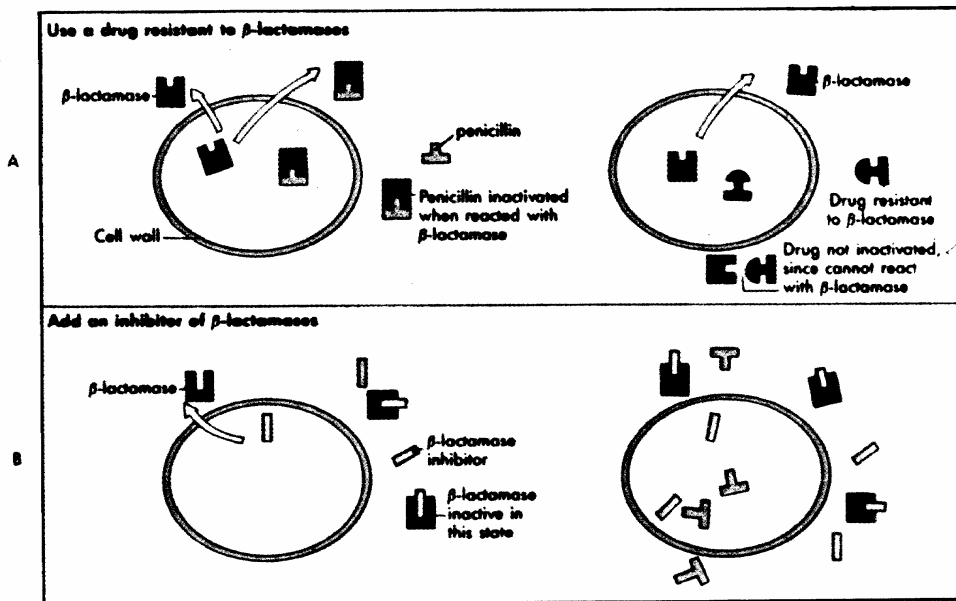 Use a drug resistant to β-lactamases
β-lactamase
penicillin
Penicillin inactivated
when reacted with
β-lactamase
Cell wall
β-lactamase
Drug resistant
to β-lactamase
Drug not inactivated,
since cannot react
with β-lactamase
A
Add an inhibitor of β-lactamases
β-lactamase
β-lactamase
inhibitor
β-lactamase
inactive in
this state
B